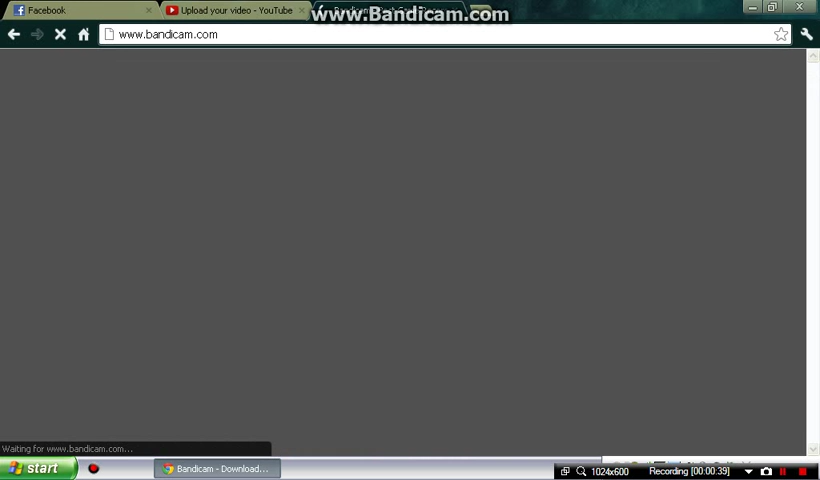 www.Bandicam.com
Facebook
Upload your video - YouTube
www.bandicam.com
Waiting for www.bandicam.com...
start
Bandicam - Download...
1024x600
Recording [00:00:39]